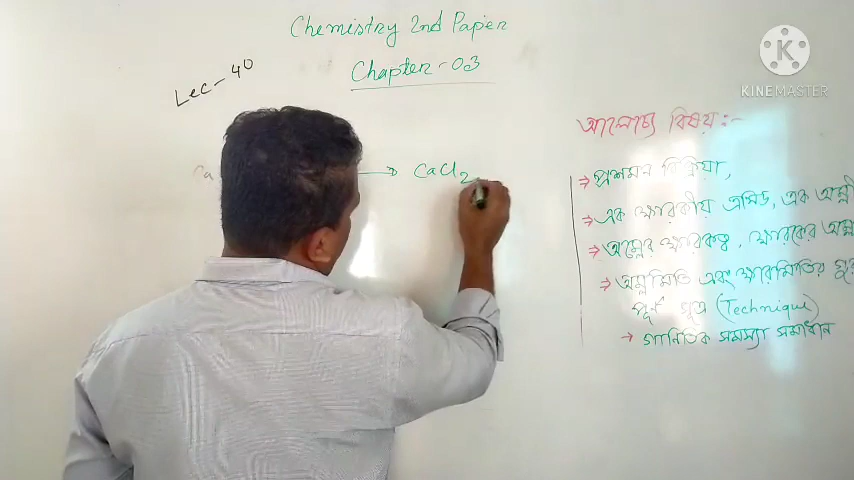 Chemistry 2nd Paper
Chapter-03
Lec-40
Ca → CaCl2
আলোচ্য বিষয়:-
→ প্রশমন বিক্রিয়া,
→ এক ক্ষারকীয় এসিড, এক অম্লী
→ অম্লের ক্ষারকত্ব, ক্ষারকের অম্ল
→ অম্লমিতি এবং ক্ষারমিতির
সূত্র (Technique)
→ গানিতিক সমস্যা সমাধান
KINEMASTER